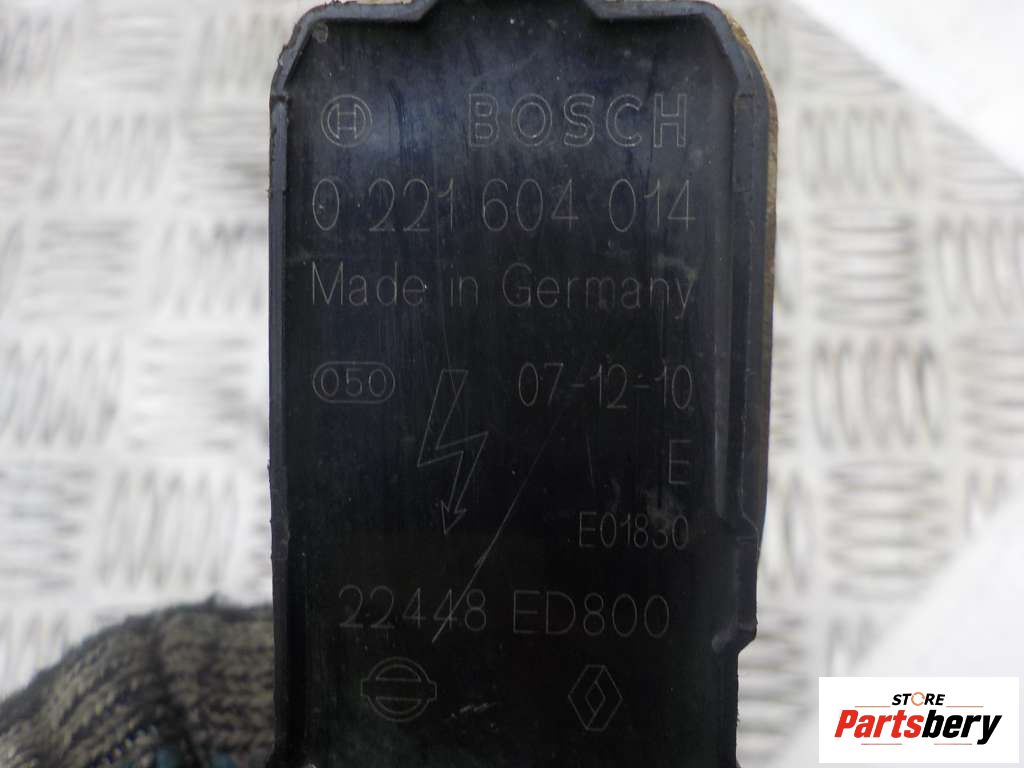 BOSCH
0 221 604 014
Made in Germany
050 07-12-10
E
E01830
22448 ED800
STORE
Partsbery